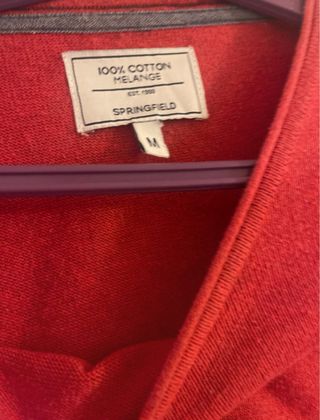 100% COTTON
MELANGE
EST. 1988
SPRINGFIELD
M